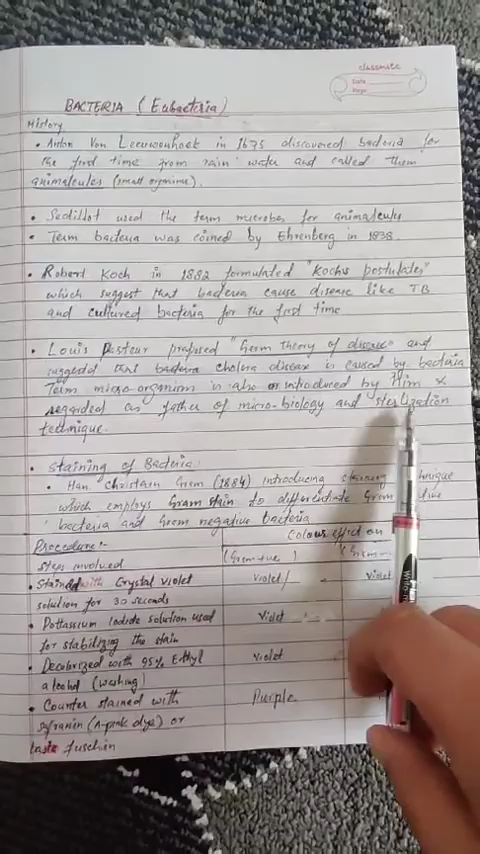 classmate
Date
Page
BACTERIA (Eubacteria)
History
• Anton Von Leeuwenhoek in 1675 discovered bacteria for
the first time from rain water and called them
animalcules (small organisms).
• Sedillot used the term microbes for animalcules
• Term bacteria was coined by Ehrenberg in 1838
• Robert Koch in 1882 formulated "Kochs postulates"
which suggest that bacteria cause disease like T.B
and cultured bacteria for the first time
• Louis Pasteur proposed "Germ theory of disease" and
suggested that bacteria cholera disease is caused by bacteria
Term micro-organism is also introduced by Him &
regarded as father of micro-biology and "sterlization
technique.
• Staining of Bacteria:
• Han. Christain Gram (1884) introducing staining
which employs Gram stain to differentiate Gram
bacteria and Gram negative bacteria
Procedure:- Colour effect on
steps involved (Gram +ve )
• Stained with Crystal violet violet/ violet
solution for 30 seconds
• Potassium Iodide solution used violet
for stabilizing the stain
• Decolorized with 95% Ethyl violet
alcohol (washing)
• Counter stained with Purple
safranin (A-pink dye) or
fuschin